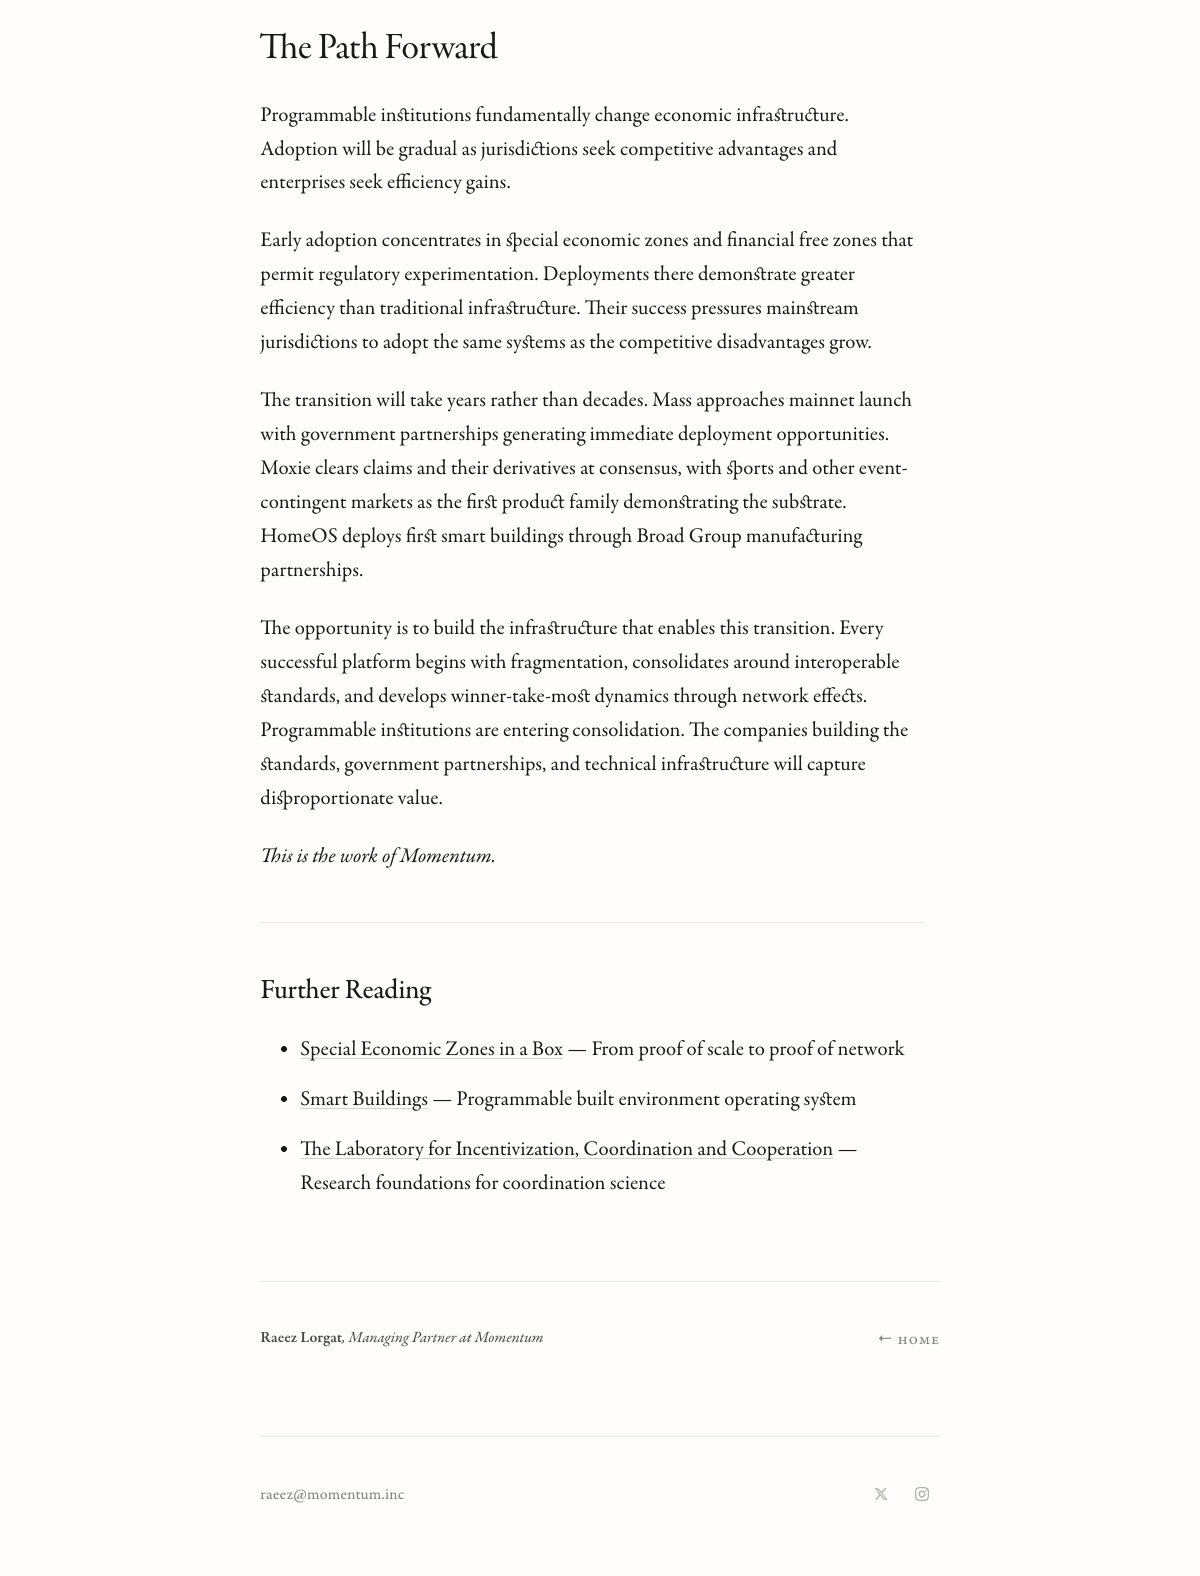 The Path Forward
Programmable institutions fundamentally change economic infrastructure.
Adoption will be gradual as jurisdictions seek competitive advantages and
enterprises seek efficiency gains.
Early adoption concentrates in special economic zones and financial free zones that
permit regulatory experimentation. Deployments there demonstrate greater
efficiency than traditional infrastructure. Their success pressures mainstream
jurisdictions to adopt the same systems as the competitive disadvantages grow.
The transition will take years rather than decades. Mass approaches mainnet launch
with government partnerships generating immediate deployment opportunities.
Moxie clears claims and their derivatives at consensus, with sports and other event-
contingent markets as the first product family demonstrating the substrate.
HomeOS deploys first smart buildings through Broad Group manufacturing
partnerships.
The opportunity is to build the infrastructure that enables this transition. Every
successful platform begins with fragmentation, consolidates around interoperable
standards, and develops winner-take-most dynamics through network effects.
Programmable institutions are entering consolidation. The companies building the
standards, government partnerships, and technical infrastructure will capture
disproportionate value.
This is the work of Momentum.
Further Reading
• Special Economic Zones in a Box — From proof of scale to proof of network
• Smart Buildings — Programmable built environment operating system
• The Laboratory for Incentivization, Coordination and Cooperation —
Research foundations for coordination science
Raeez Lorgat, Managing Partner at Momentum
← HOME
raeez@momentum.inc